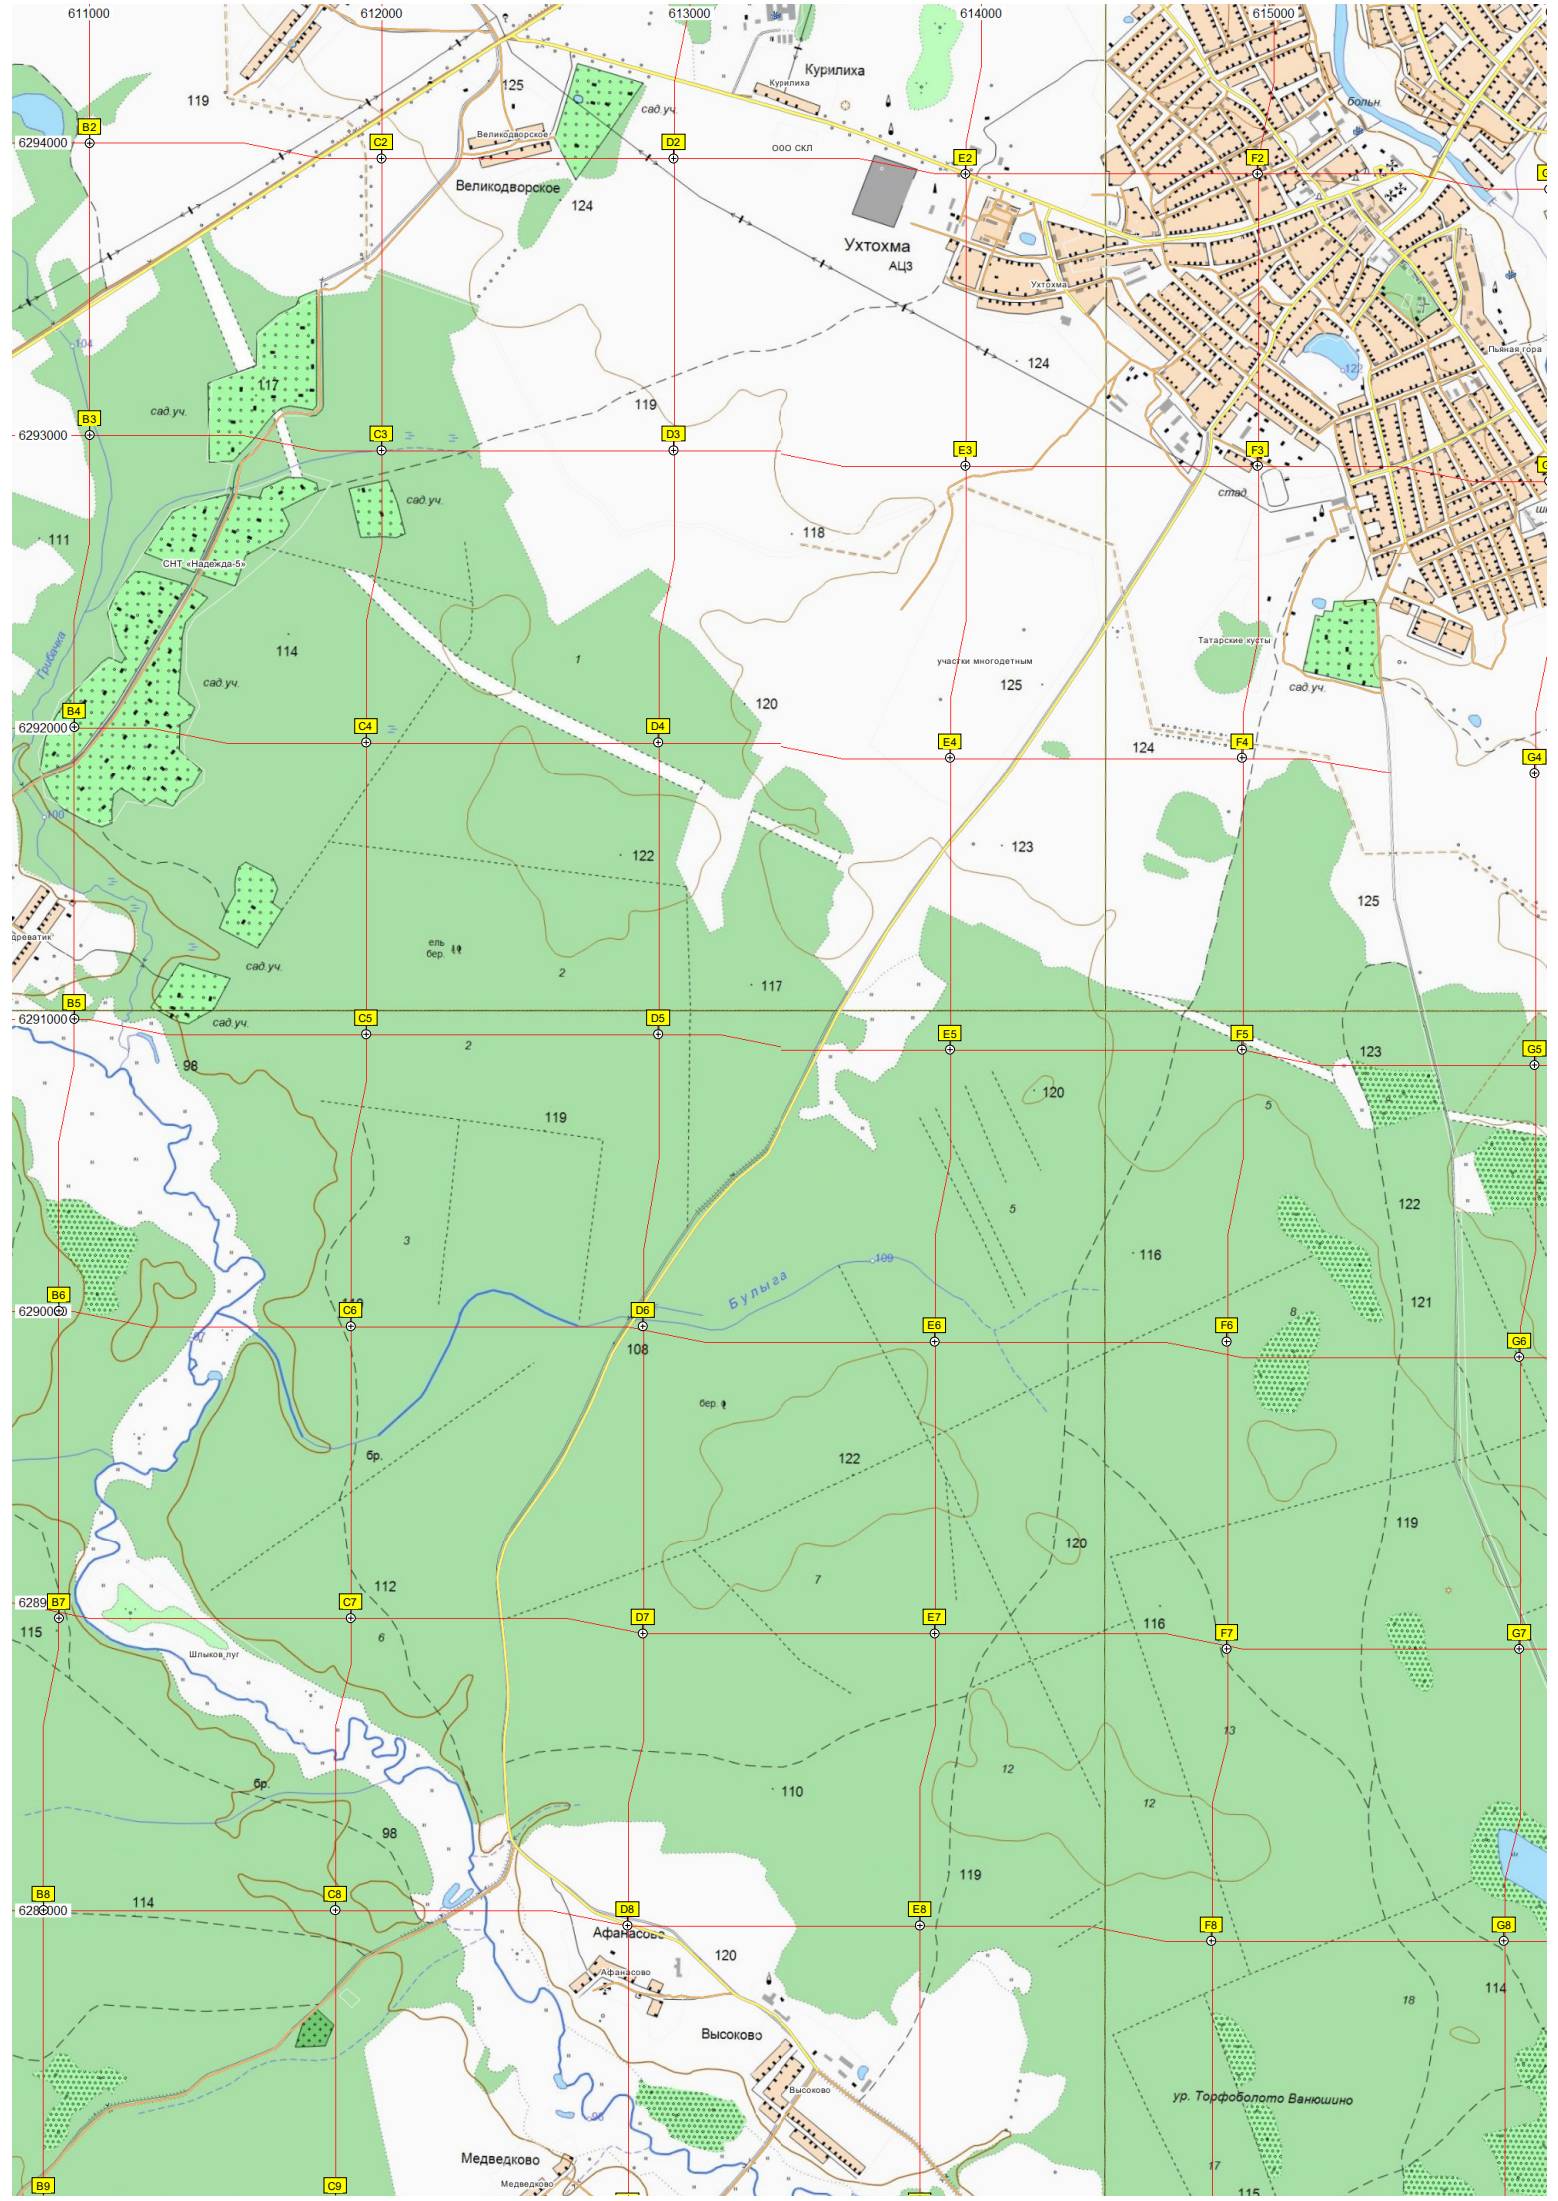 611000
612000
613000
614000
615000
Курилиха
Курилиха
119
125
сад.уч.
больн.
B2
6294000
C2
Великодворское
D2
ООО СКЛ
E2
F2
Великодворское
124
Ухтохма
АЦЗ
Ухтохма
104
117
сад.уч.
119
124
122
Пьяная гора
B3
6293000
C3
D3
E3
F3
сад.уч.
стад.
111
118
СНТ «Надежда-5»
Грибачка
114
1
Татарские кусты
участки многодетным
сад.уч.
125
сад.уч.
120
B4
6292000
C4
D4
E4
124
F4
G4
100
122
123
125
древатик
ель
бер.
2
сад.уч.
117
B5
6291000
сад.уч.
C5
D5
E5
F5
G5
2
98
123
119
120
5
122
5
3
116
109
Булыга
B6
6290000
C6
D6
E6
F6
G6
121
8
97
108
бер.
бр.
122
119
120
7
112
B7
6289
C7
D7
E7
F7
G7
115
6
116
Шлыков луг
13
12
бр.
110
12
98
119
B8
C8
D8
E8
F8
G8
114
Афанасово
120
Афанасово
114
18
Высоково
Высоково
ур. Торфоболото Ванюшино
96
Медведково
Медведково
17
115
B9
C9